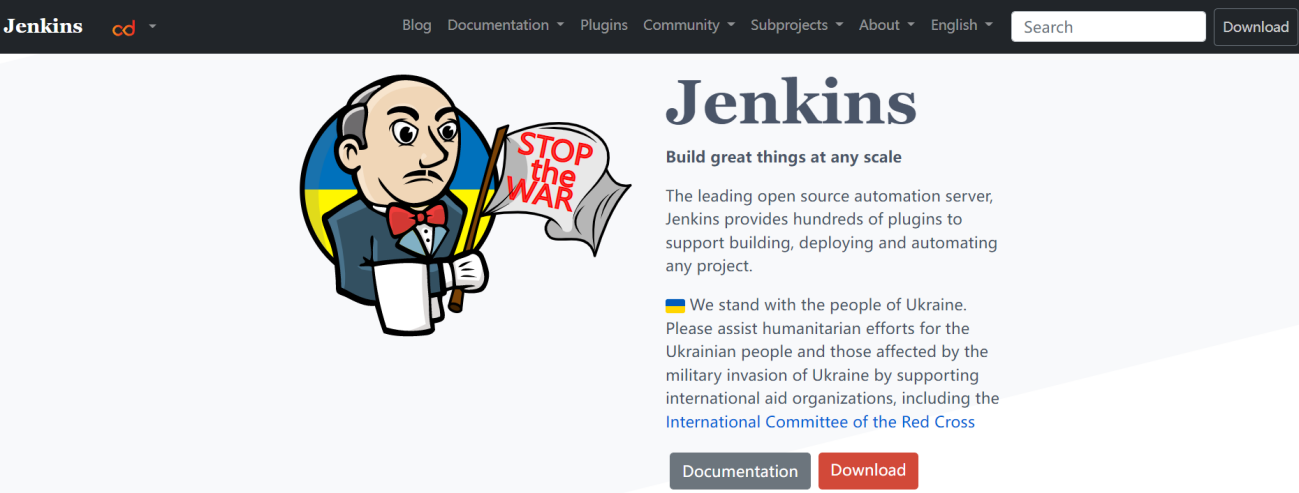 Jenkins cd Blog Documentation Plugins Community Subprojects About English Search Download
STOP
the
WAR
Jenkins
Build great things at any scale
The leading open source automation server,
Jenkins provides hundreds of plugins to
support building, deploying and automating
any project.
We stand with the people of Ukraine.
Please assist humanitarian efforts for the
Ukrainian people and those affected by the
military invasion of Ukraine by supporting
international aid organizations, including the
International Committee of the Red Cross
Documentation Download